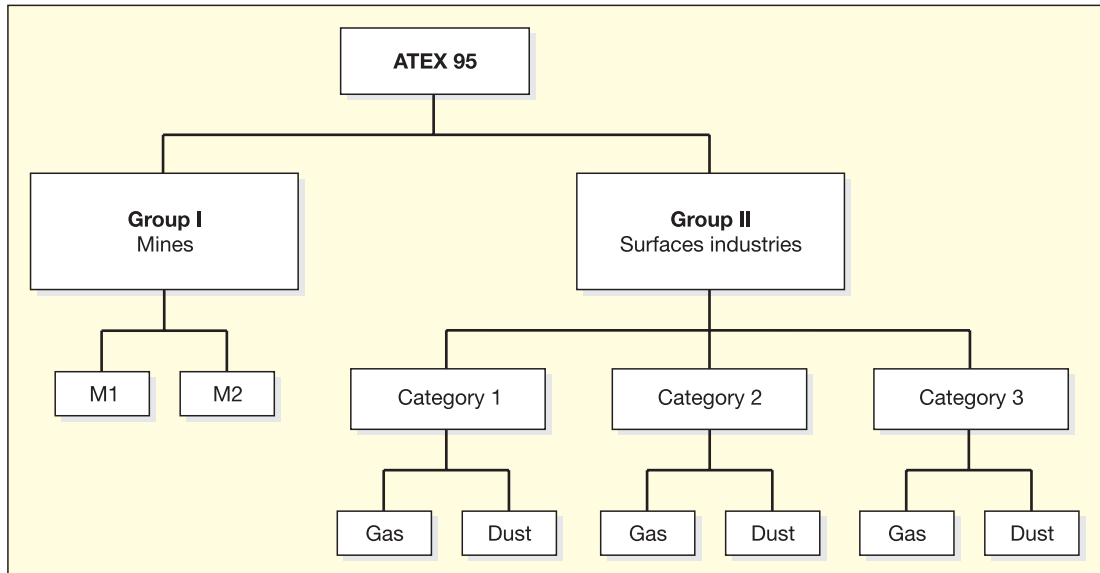 ATEX 95
Group I
Mines
Group II
Surfaces industries
M1
M2
Category 1
Category 2
Category 3
Gas
Dust
Gas
Dust
Gas
Dust